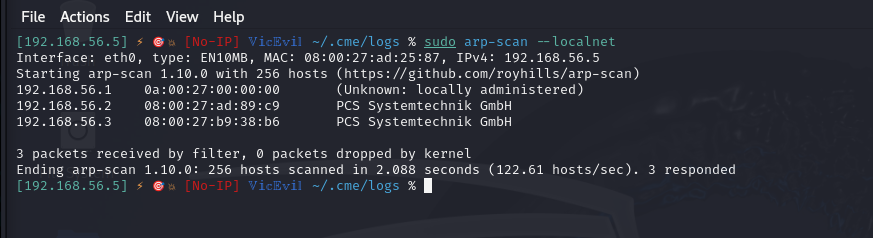 File Actions Edit View Help
[192.168.56.5] ⚡ 🎯💥 [No-IP] 𝕍𝕚𝕔𝔼𝕧𝕚𝕝 ~/.cme/logs % sudo arp-scan --localnet
Interface: eth0, type: EN10MB, MAC: 08:00:27:ad:25:87, IPv4: 192.168.56.5
Starting arp-scan 1.10.0 with 256 hosts (https://github.com/royhills/arp-scan)
192.168.56.1 0a:00:27:00:00:00 (Unknown: locally administered)
192.168.56.2 08:00:27:ad:89:c9 PCS Systemtechnik GmbH
192.168.56.3 08:00:27:b9:38:b6 PCS Systemtechnik GmbH
3 packets received by filter, 0 packets dropped by kernel
Ending arp-scan 1.10.0: 256 hosts scanned in 2.088 seconds (122.61 hosts/sec). 3 responded
[192.168.56.5] ⚡ 🎯💥 [No-IP] 𝕍𝕚𝕔𝔼𝕧𝕚𝕝 ~/.cme/logs %